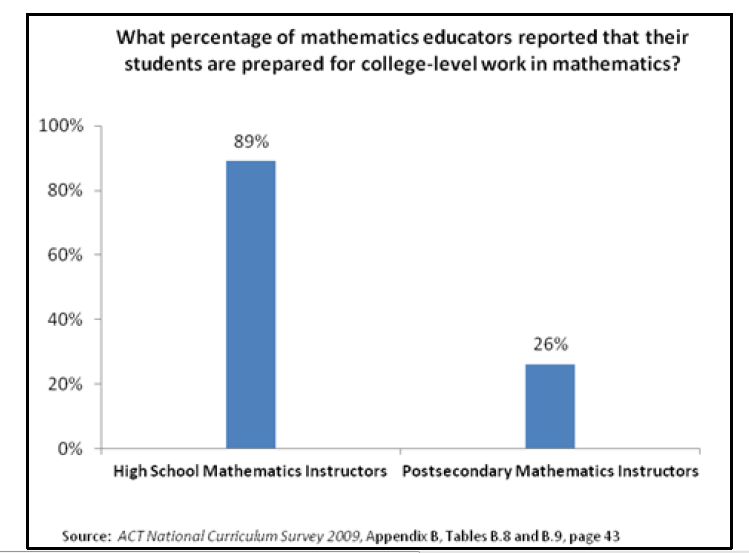 What percentage of mathematics educators reported that their
students are prepared for college-level work in mathematics?
100%
89%
80%
60%
40%
26%
20%
0%
High School Mathematics Instructors Postsecondary Mathematics Instructors
Source: ACT National Curriculum Survey 2009, Appendix B, Tables B.8 and B.9, page 43